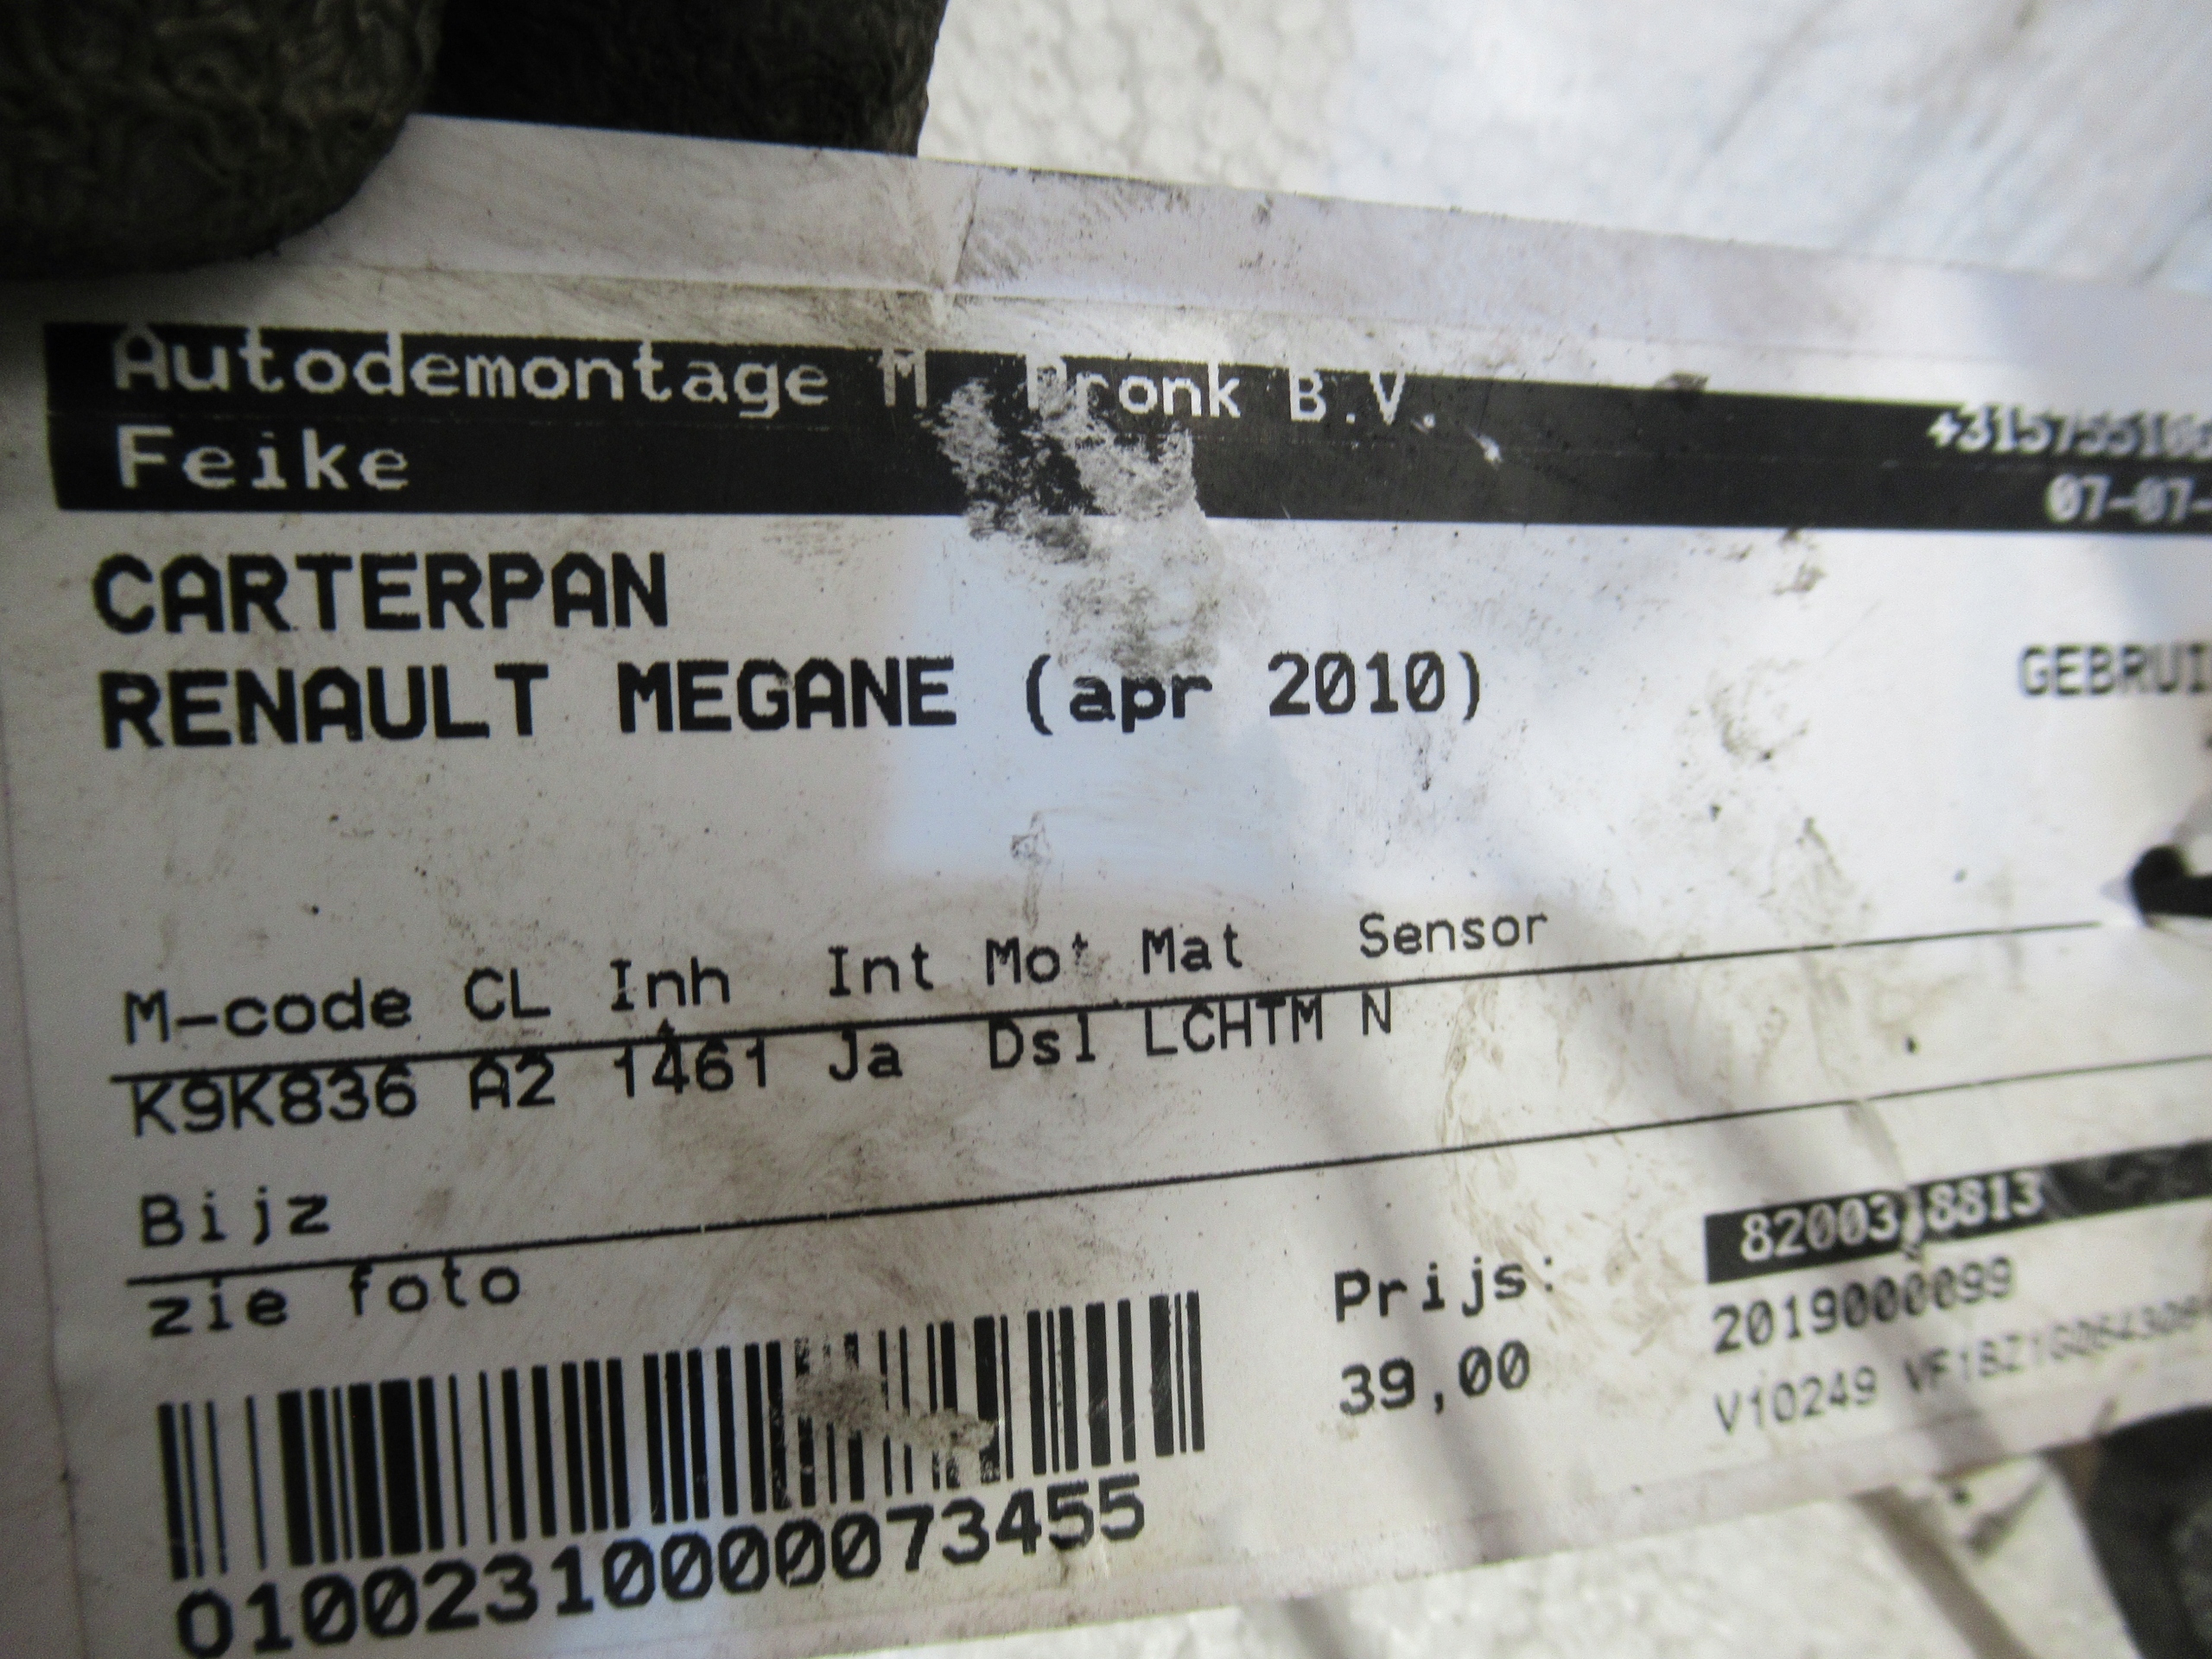 Autodemontage M. Pronk B.V.
Feike
07-07-
CARTERPAN
RENAULT MEGANE (apr 2010)
GEBRUI
M-code CL Inh Int Mot Mat Sensor
K9K836 A2 1461 Ja Dsl LCHTM N
Bijz
zie foto
Prijs:
39,00
2019000099
V10249
0100231000073455